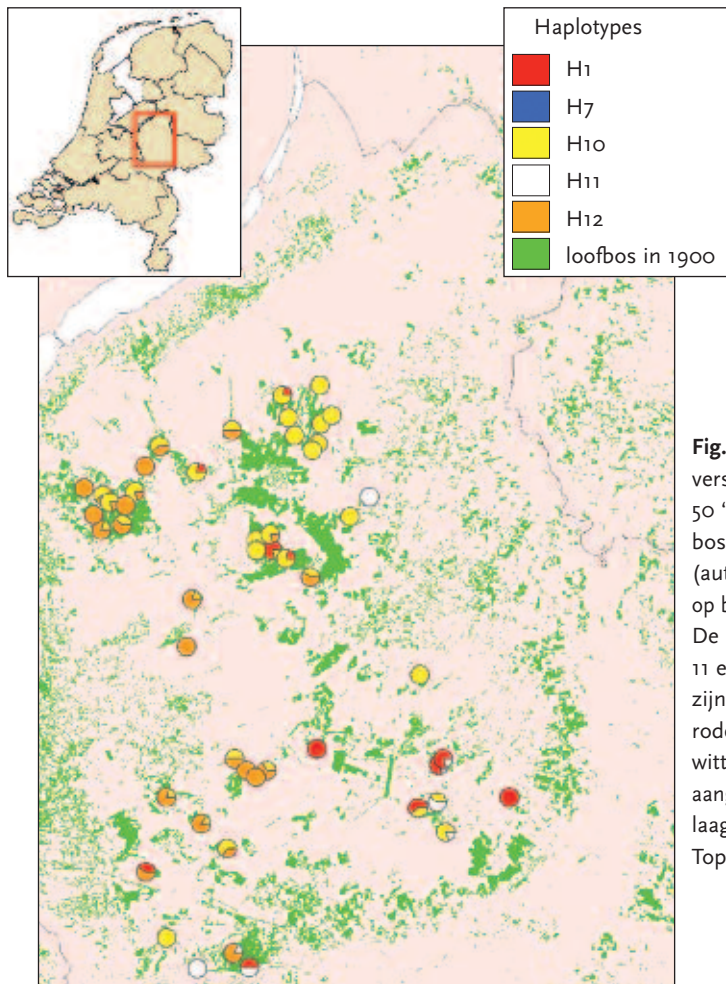 Haplotypes
H1
H7
H10
H11
H12
loofbos in 1900
Fig.
vers
50 ‘
bos
(aut
op b
De
11 e
zijn
rode
witt
aan
laag
Top